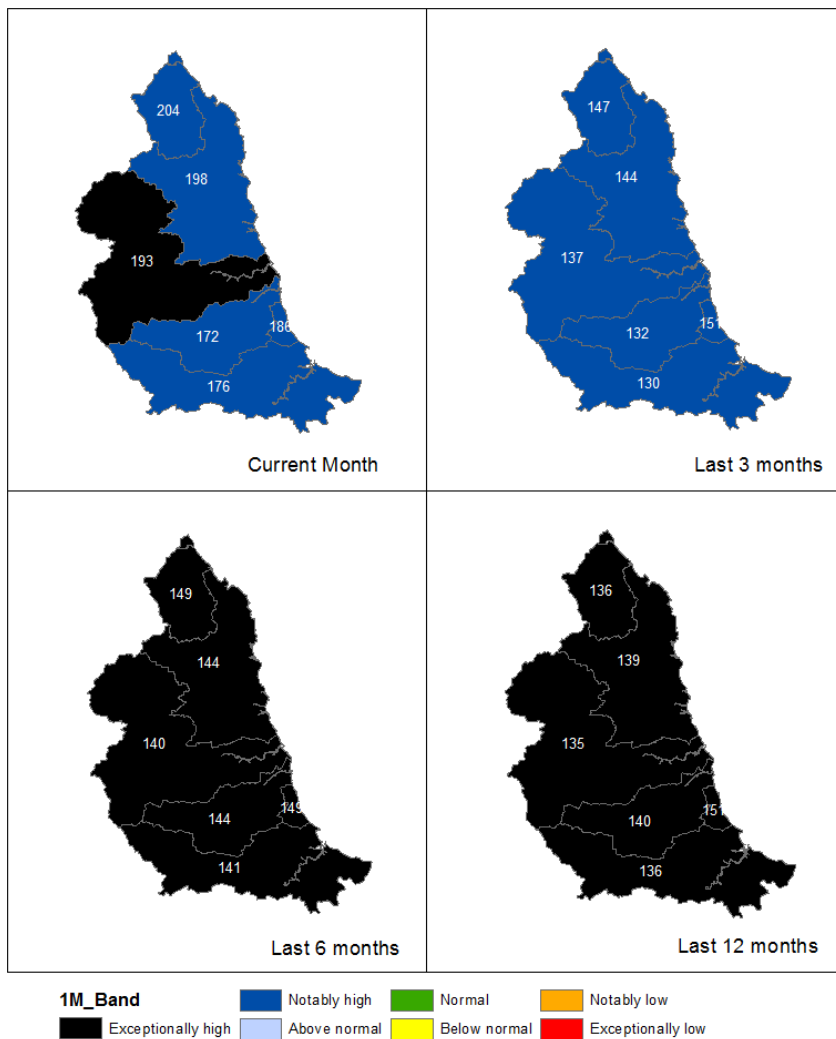 204
198
193
186
172
176
Current Month
147
144
137
151
132
130
Last 3 months
149
144
140
149
144
141
Last 6 months
136
139
135
151
140
136
Last 12 months
1M_Band
Notably high
Normal
Notably low
Exceptionally high
Above normal
Below normal
Exceptionally low